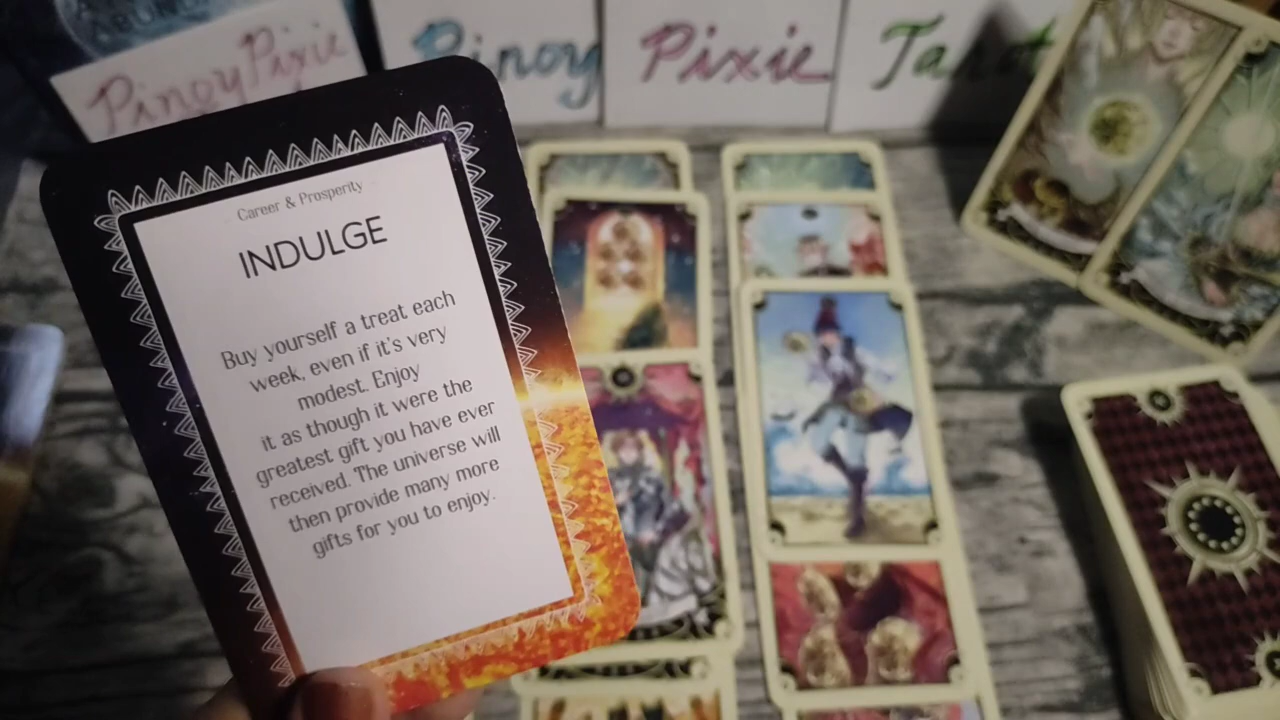 PinoyPixie
Pinoy Pixie Tarot
Career & Prosperity
INDULGE
Buy yourself a treat each
week, even if it's very
modest. Enjoy
it as though it were the
greatest gift you have ever
received. The universe will
then provide many more
gifts for you to enjoy.